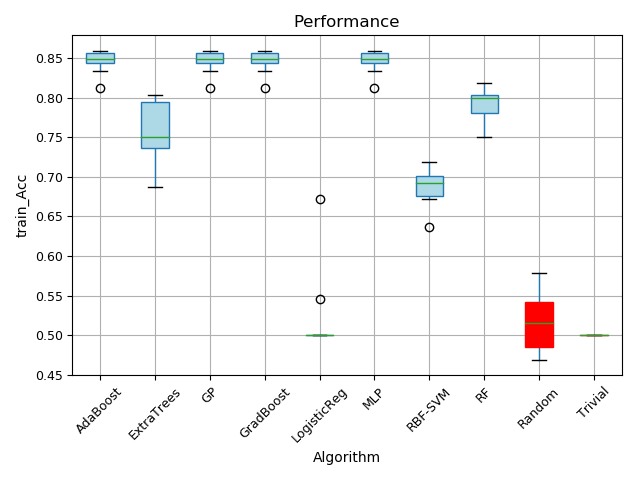 Performance
train_Acc
0.85
0.80
0.75
0.70
0.65
0.60
0.55
0.50
0.45
AdaBoost
ExtraTrees
GP
GradBoost
LogisticReg
MLP
RBF-SVM
RF
Random
Trivial
Algorithm